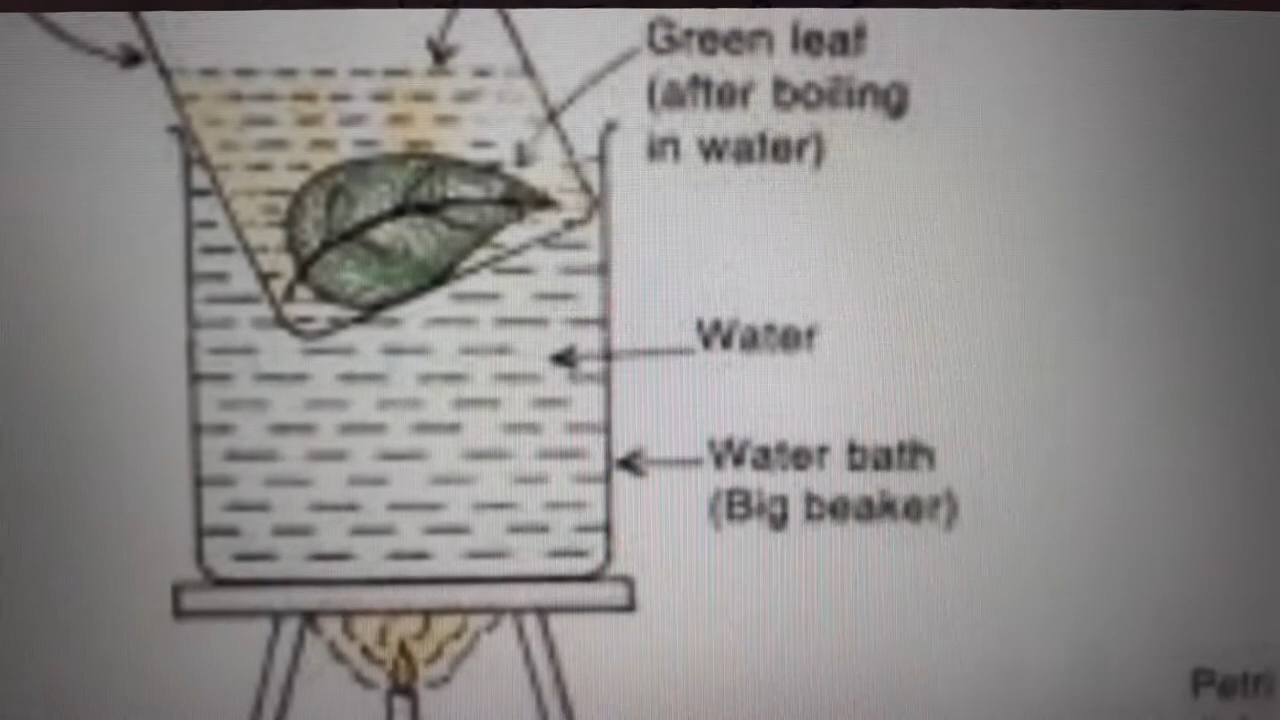 Green leaf
(after boiling
in water)
Water
Water bath
(Big beaker)
Petri